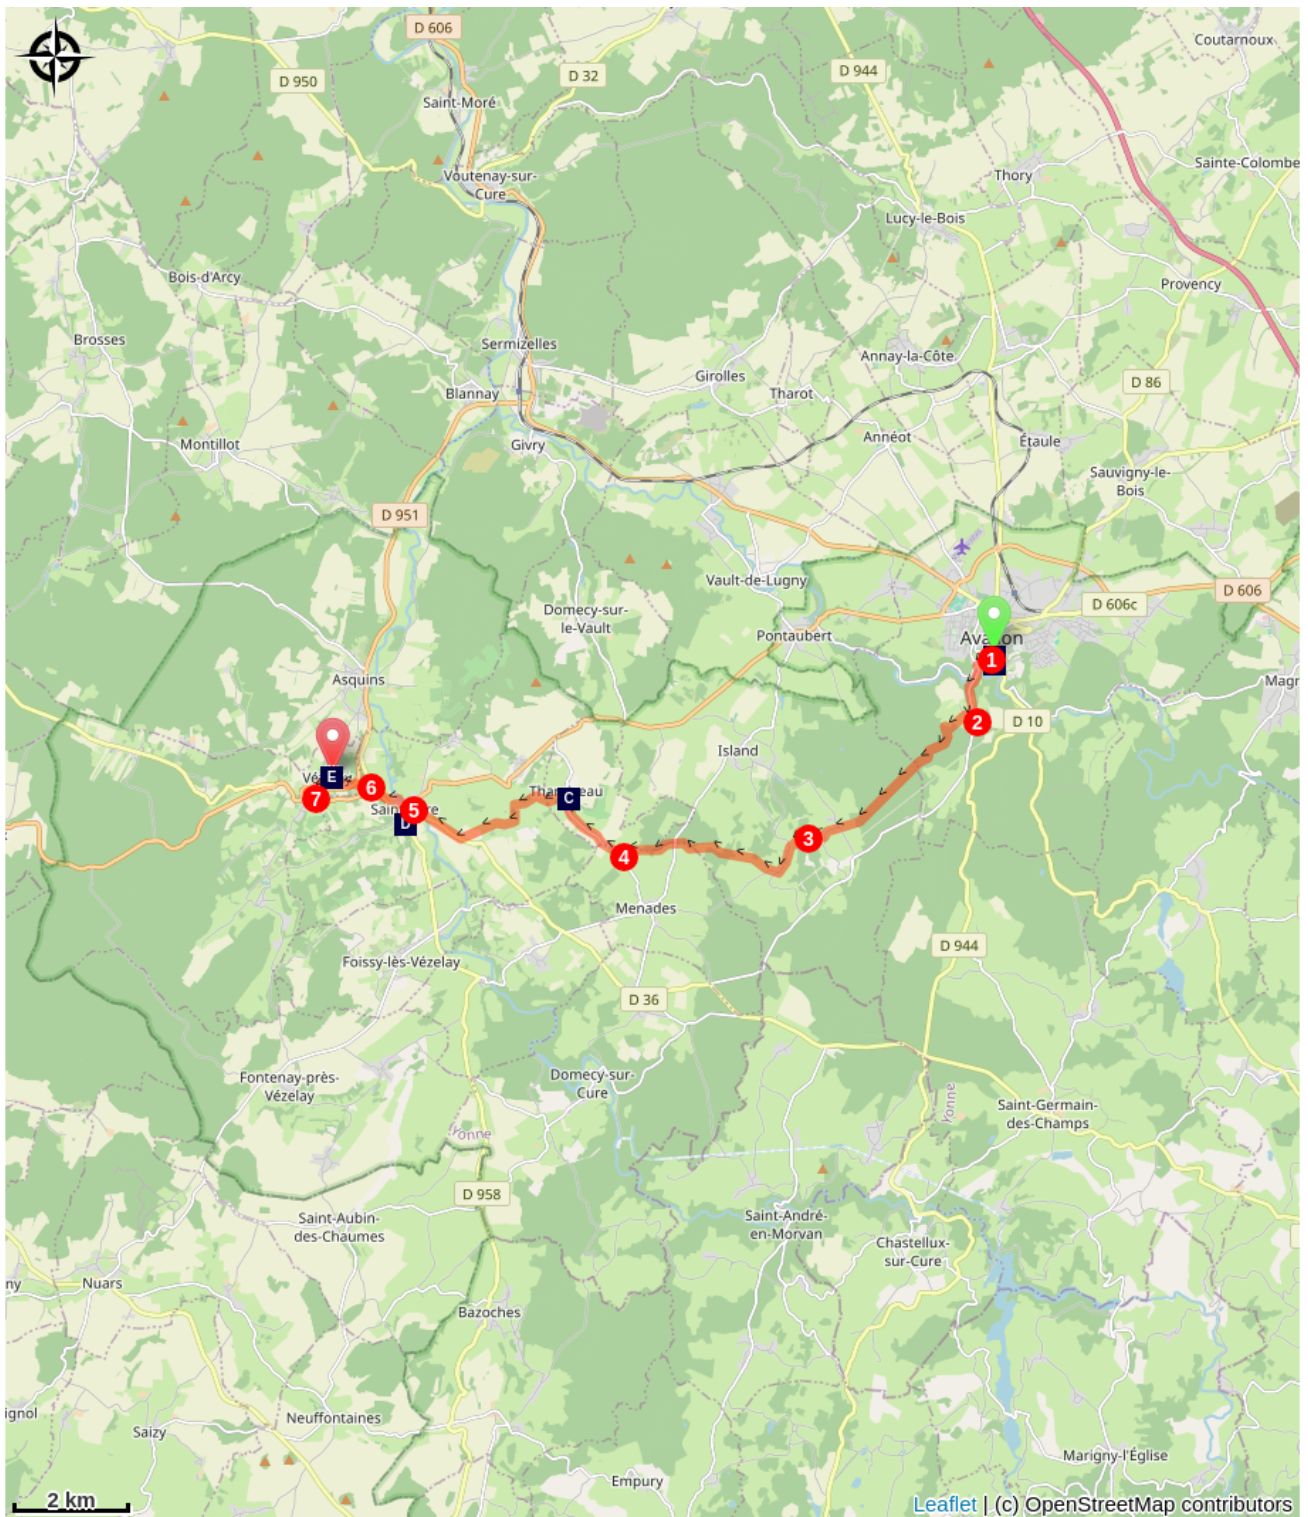 D 606
Coutarnoux
D 950
D 32
D 944
Saint-Moré
Sainte-Colombe
Voutenay-sur-
Cure
Thory
Lucy-le-Bois
Bois-d'Arcy
Provency
Brosses
Sermizelles
Annay-la-Côte
Girolles
D 86
Blannay
Tharot
Montillot
Givry
Annéot
Étaule
Sauvigny-le-
Bois
D 951
Vault-de-Lugny
D 606
D 606c
Domecy-sur-
le-Vault
Pontaubert
1
Asquins
D 10
2
Island
E
C
6
7
5
D
3
4
Menades
D 944
Foissy-lès-Vézelay
D 36
Domecy-sur-
Cure
Fontenay-près-
Vézelay
Yonne
Saint-Germain-
des-Champs
Yonne
D 958
Saint-Aubin-
des-Chaumes
Saint-André-
en-Morvan
Chastellux-
sur-Cure
Nuars
Bazoches
Neuffontaines
Saizy
Marigny-l'Église
Empury
2 km
Leaflet | (c) OpenStreetMap contributors